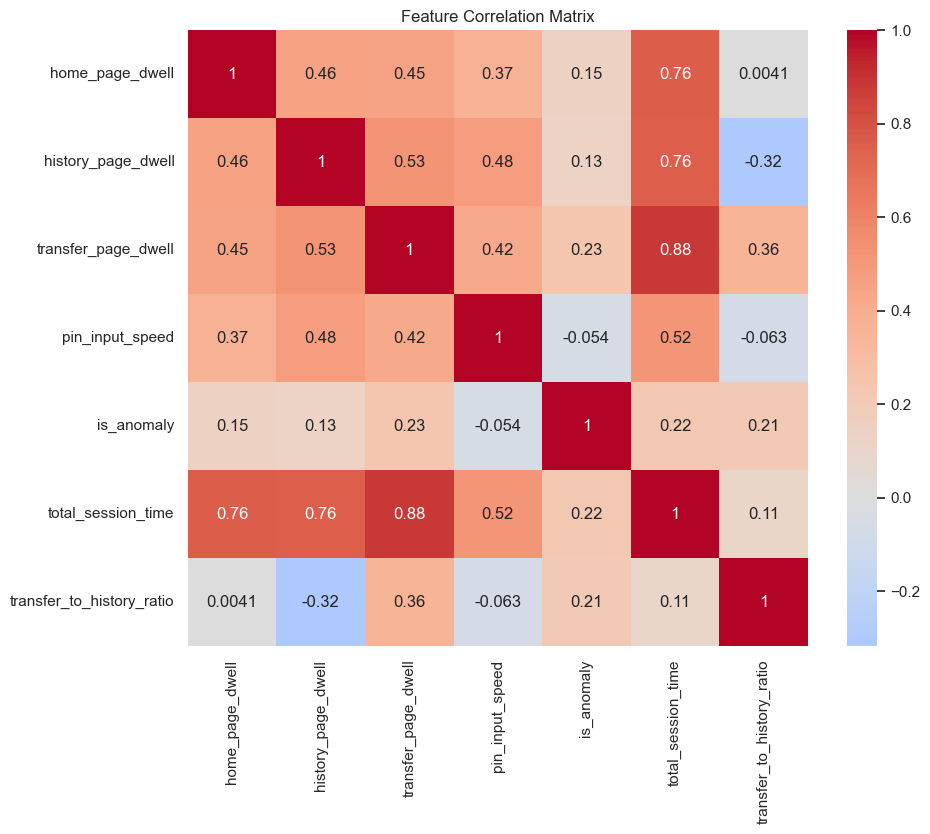 Feature Correlation Matrix
home_page_dwell 1 0.46 0.45 0.37 0.15 0.76 0.0041
history_page_dwell 0.46 1 0.53 0.48 0.13 0.76 -0.32
transfer_page_dwell 0.45 0.53 1 0.42 0.23 0.88 0.36
pin_input_speed 0.37 0.48 0.42 1 -0.054 0.52 -0.063
is_anomaly 0.15 0.13 0.23 -0.054 1 0.22 0.21
total_session_time 0.76 0.76 0.88 0.52 0.22 1 0.11
transfer_to_history_ratio 0.0041 -0.32 0.36 -0.063 0.21 0.11 1
home_page_dwell
history_page_dwell
transfer_page_dwell
pin_input_speed
is_anomaly
total_session_time
transfer_to_history_ratio
1.0
0.8
0.6
0.4
0.2
0.0
−0.2